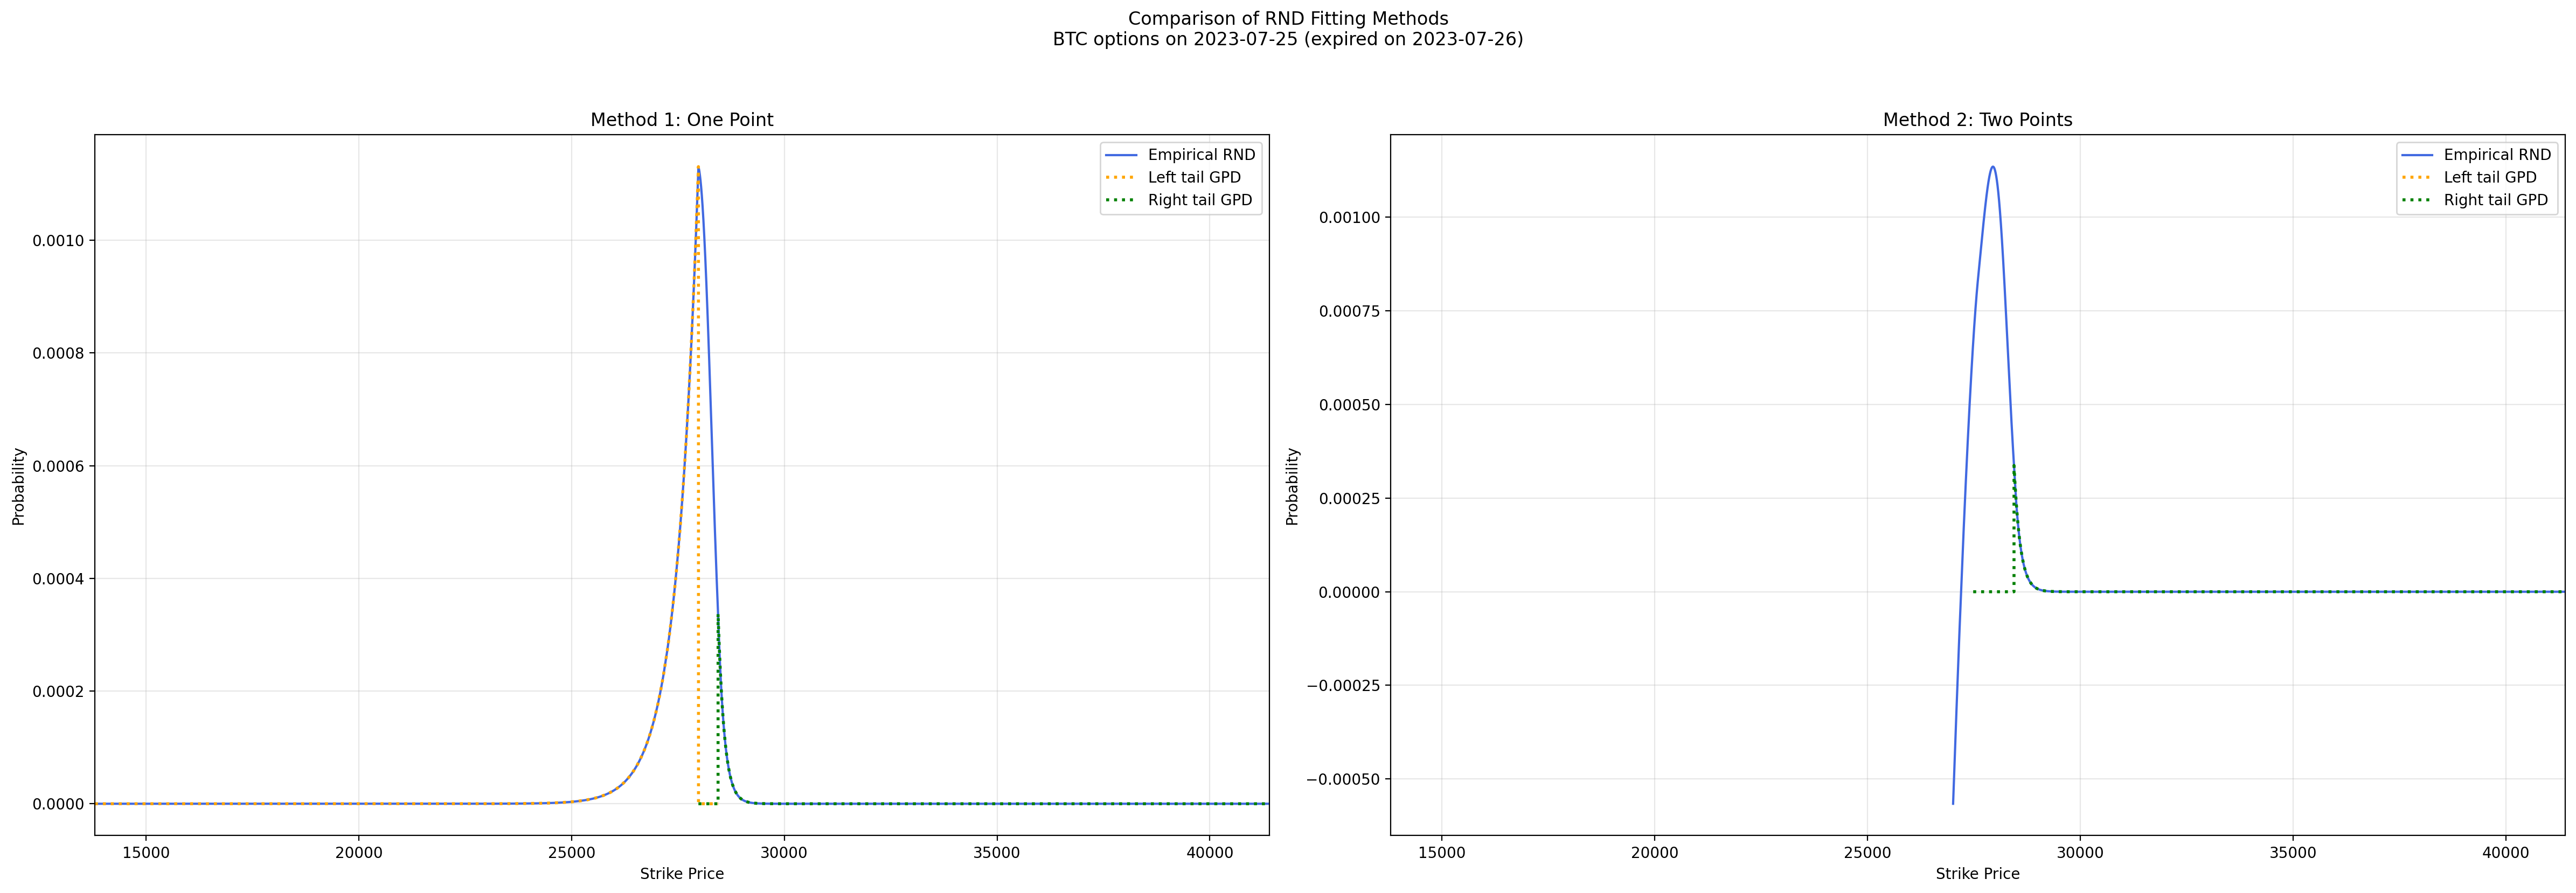 Comparison of RND Fitting Methods
BTC options on 2023-07-25 (expired on 2023-07-26)
Method 1: One Point
Empirical RND
Left tail GPD
Right tail GPD
0.0010
0.0008
0.0006
0.0004
0.0002
0.0000
Probability
15000
20000
25000
30000
35000
40000
Strike Price
Method 2: Two Points
Empirical RND
Left tail GPD
Right tail GPD
0.00100
0.00075
0.00050
0.00025
0.00000
−0.00025
−0.00050
Probability
15000
20000
25000
30000
35000
40000
Strike Price